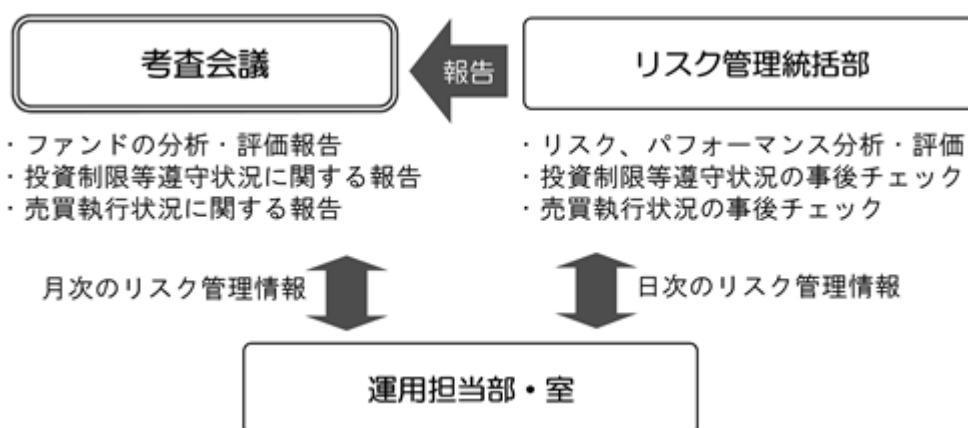 考査会議
報告
リスク管理統括部
・ファンドの分析・評価報告
・投資制限等遵守状況に関する報告
・売買執行状況に関する報告
・リスク、パフォーマンス分析・評価
・投資制限等遵守状況の事後チェック
・売買執行状況の事後チェック
月次のリスク管理情報
日次のリスク管理情報
運用担当部・室